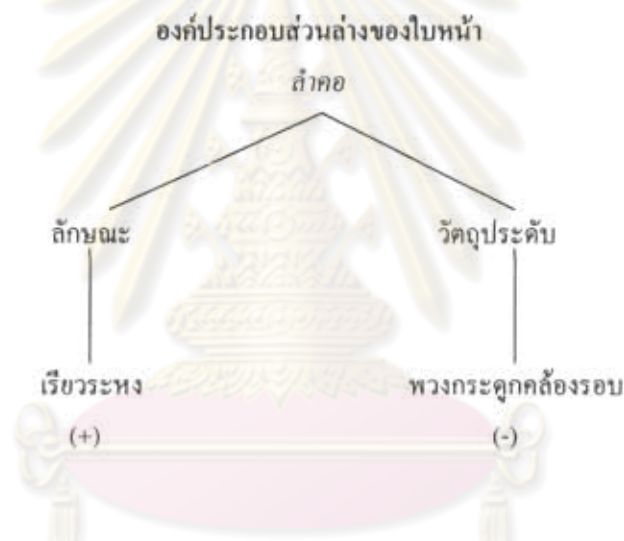 องค์ประกอบส่วนล่างของใบหน้า
ลำคอ
ลักษณะ วัตถุประดับ
เรียวระหง พวงกระดูกคล้องรอบ
(+) (-)